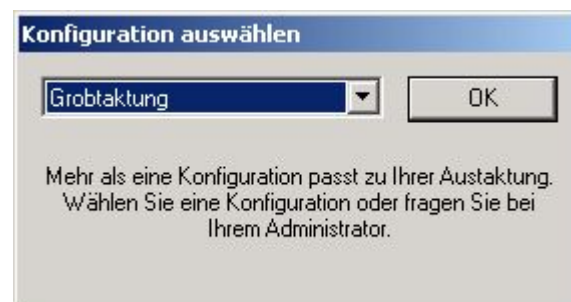 Konfiguration auswählen
Grobtaktung
OK
Mehr als eine Konfiguration passt zu Ihrer Austaktung.
Wählen Sie eine Konfiguration oder fragen Sie bei
Ihrem Administrator.